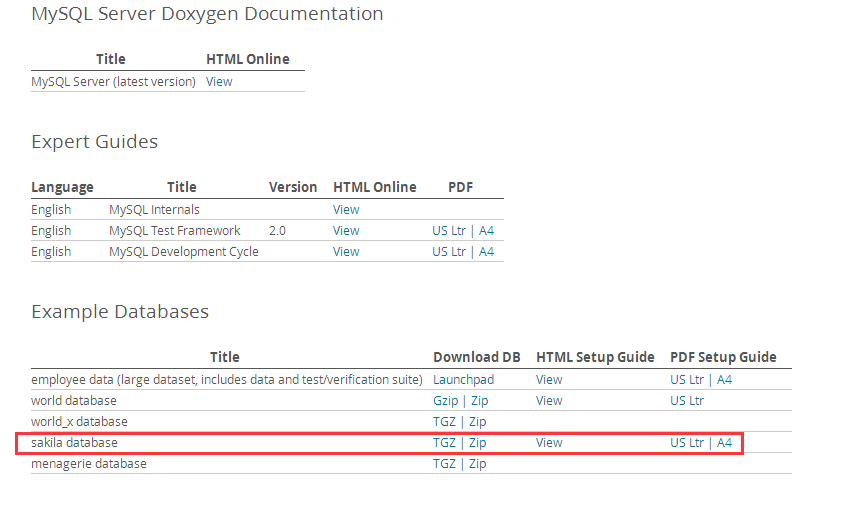 MySQL Server Doxygen Documentation
Title HTML Online
MySQL Server (latest version) View
Expert Guides
Language Title Version HTML Online PDF
English MySQL Internals View
English MySQL Test Framework 2.0 View US Ltr | A4
English MySQL Development Cycle View US Ltr | A4
Example Databases
Title Download DB HTML Setup Guide PDF Setup Guide
employee data (large dataset, includes data and test/verification suite) Launchpad View US Ltr | A4
world database Gzip | Zip View US Ltr
world_x database TGZ | Zip
sakila database TGZ | Zip View US Ltr | A4
menagerie database TGZ | Zip